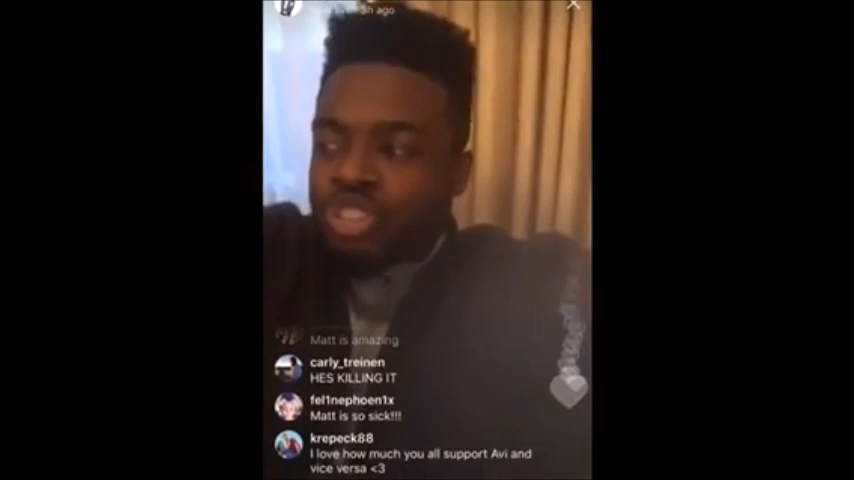 3h ago
Matt is amazing
carly_treinen
HES KILLING IT
fel1nephoen1x
Matt is so sick!!!
krepeck88
I love how much you all support Avi and
vice versa <3